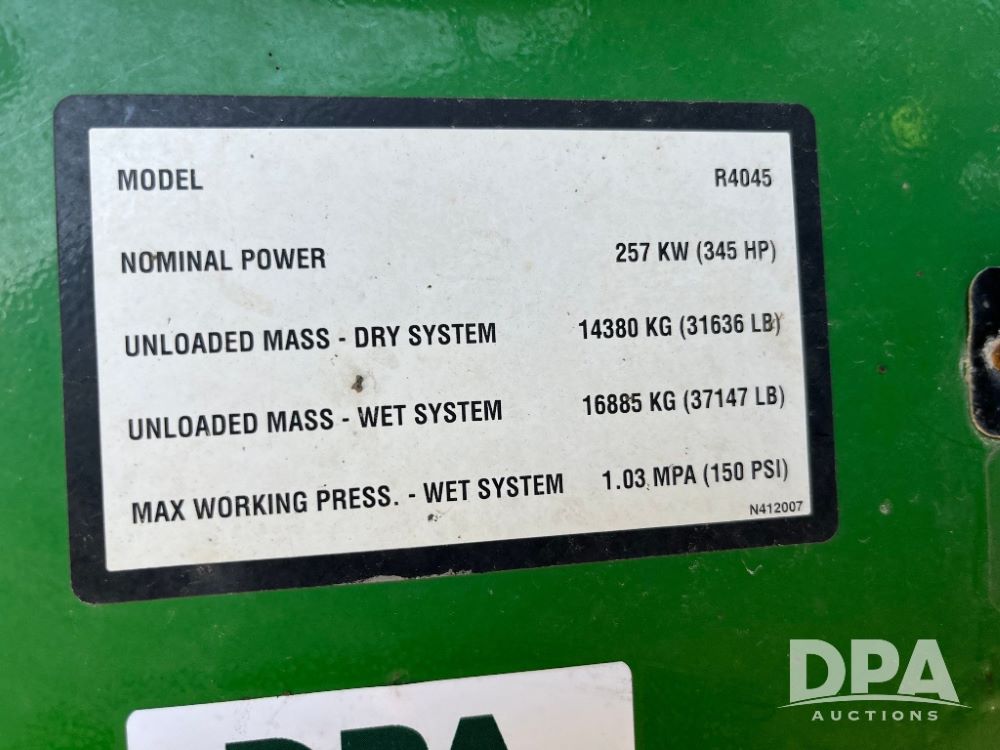 MODEL R4045
NOMINAL POWER 257 KW (345 HP)
UNLOADED MASS - DRY SYSTEM 14380 KG (31636 LB)
UNLOADED MASS - WET SYSTEM 16885 KG (37147 LB)
MAX WORKING PRESS. - WET SYSTEM 1.03 MPA (150 PSI)
N412007
DPA
AUCTIONS
DPA